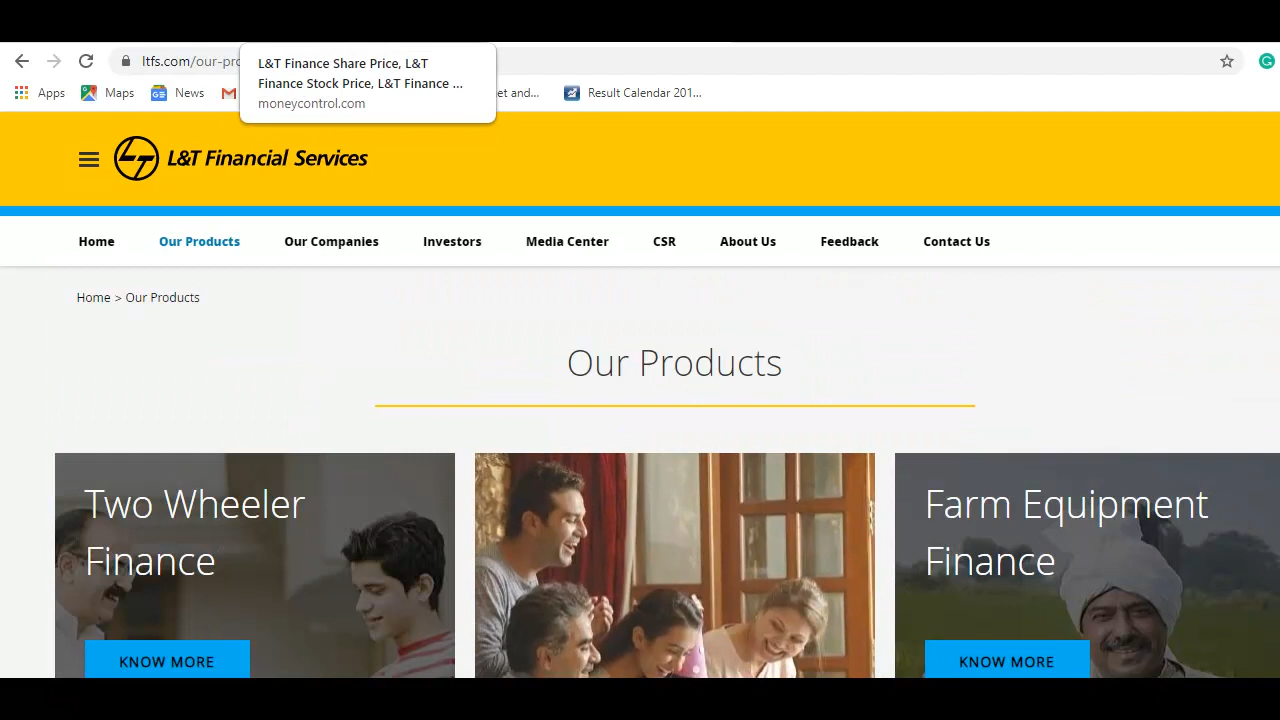 ltfs.com/our-pro
L&T Finance Share Price, L&T
Finance Stock Price, L&T Finance ...
moneycontrol.com
Apps
Maps
News
et and...
Result Calendar 201...
L&T Financial Services
Home
Our Products
Our Companies
Investors
Media Center
CSR
About Us
Feedback
Contact Us
Home > Our Products
Our Products
Two Wheeler
Finance
KNOW MORE
Farm Equipment
Finance
KNOW MORE